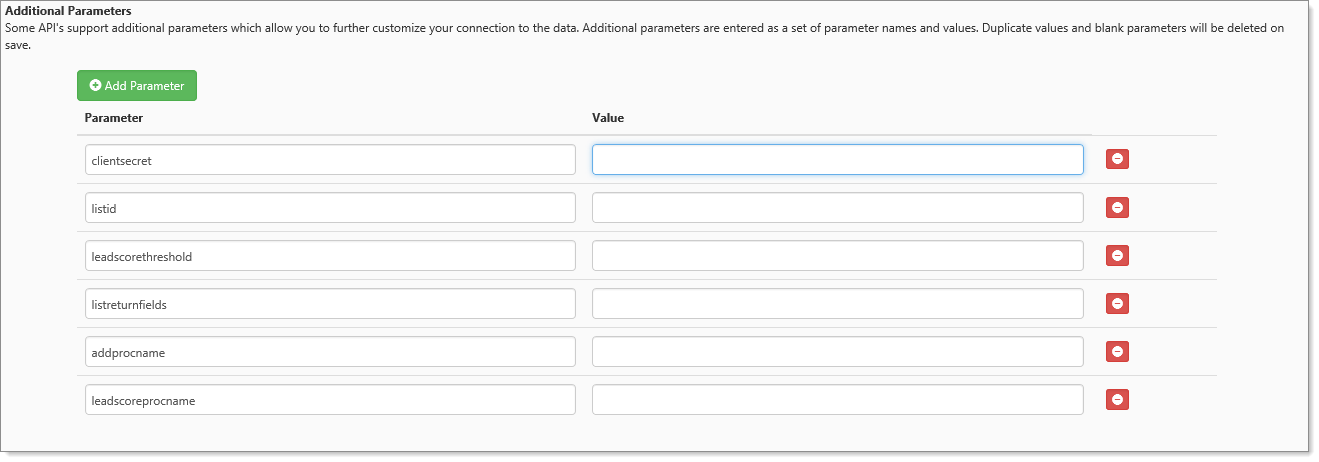 Additional Parameters
Some API's support additional parameters which allow you to further customize your connection to the data. Additional parameters are entered as a set of parameter names and values. Duplicate values and blank parameters will be deleted on
save.
Add Parameter
Parameter Value
clientsecret
listid
leadscorethreshold
listreturnfields
addprocname
leadscoreprocname